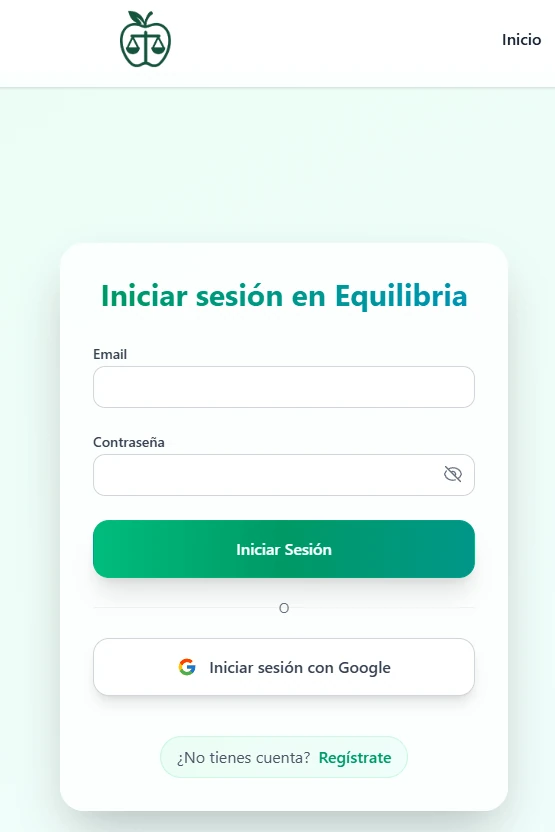 Inicio
Iniciar sesión en Equilibria
Email
Contraseña
Iniciar Sesión
O
Iniciar sesión con Google
¿No tienes cuenta? Regístrate